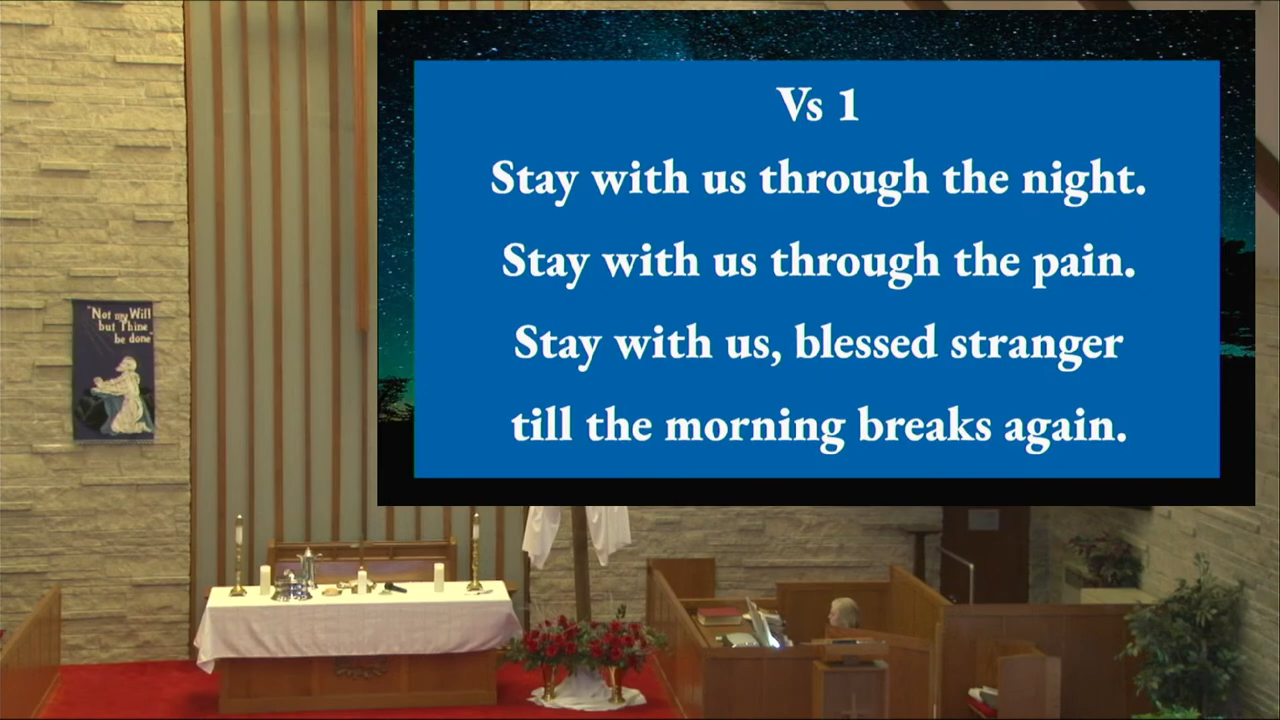 Vs 1
Stay with us through the night.
Stay with us through the pain.
Stay with us, blessed stranger
till the morning breaks again.
"Not my Will
but Thine
be done"